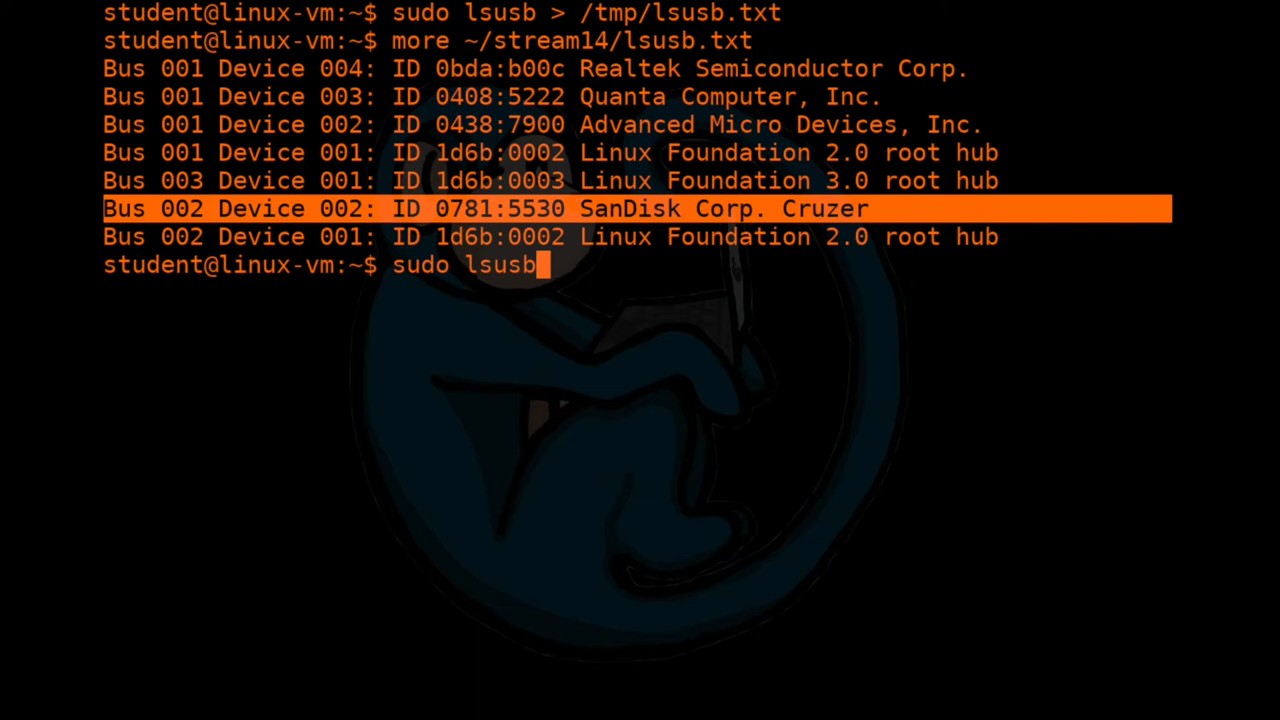 student@linux-vm:~$ sudo lsusb > /tmp/lsusb.txt
student@linux-vm:~$ more ~/stream14/lsusb.txt
Bus 001 Device 004: ID 0bda:b00c Realtek Semiconductor Corp.
Bus 001 Device 003: ID 0408:5222 Quanta Computer, Inc.
Bus 001 Device 002: ID 0438:7900 Advanced Micro Devices, Inc.
Bus 001 Device 001: ID 1d6b:0002 Linux Foundation 2.0 root hub
Bus 003 Device 001: ID 1d6b:0003 Linux Foundation 3.0 root hub
Bus 002 Device 002: ID 0781:5530 SanDisk Corp. Cruzer
Bus 002 Device 001: ID 1d6b:0002 Linux Foundation 2.0 root hub
student@linux-vm:~$ sudo lsusb